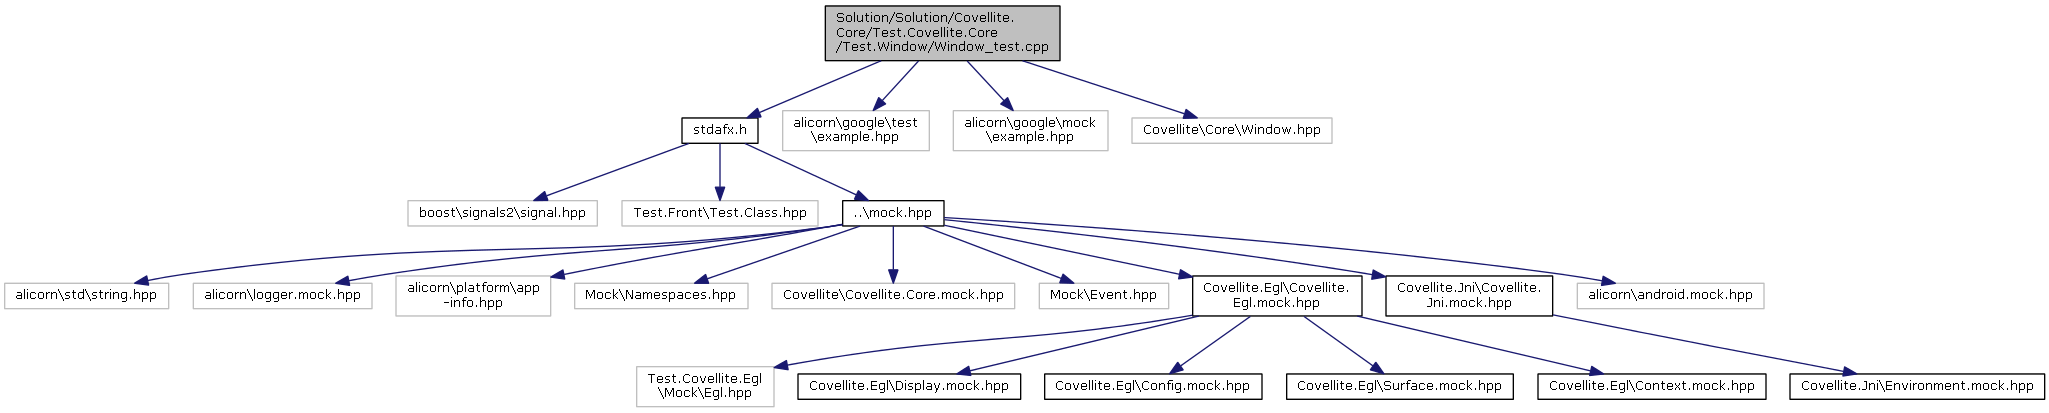 Solution/Solution/Covellite.
Core/Test.Covellite.Core
/Test.Window/Window_test.cpp
stdafx.h
alicorn\google\test
\example.hpp
alicorn\google\mock
\example.hpp
Covellite\Core\Window.hpp
boost\signals2\signal.hpp
Test.Front\Test.Class.hpp
..\mock.hpp
alicorn\std\string.hpp
alicorn\logger.mock.hpp
alicorn\platform\app
-info.hpp
Mock\Namespaces.hpp
Covellite\Covellite.Core.mock.hpp
Mock\Event.hpp
Covellite.Egl\Covellite.
Egl.mock.hpp
Covellite.Jni\Covellite.
Jni.mock.hpp
alicorn\android.mock.hpp
Test.Covellite.Egl
\Mock\Egl.hpp
Covellite.Egl\Display.mock.hpp
Covellite.Egl\Config.mock.hpp
Covellite.Egl\Surface.mock.hpp
Covellite.Egl\Context.mock.hpp
Covellite.Jni\Environment.mock.hpp